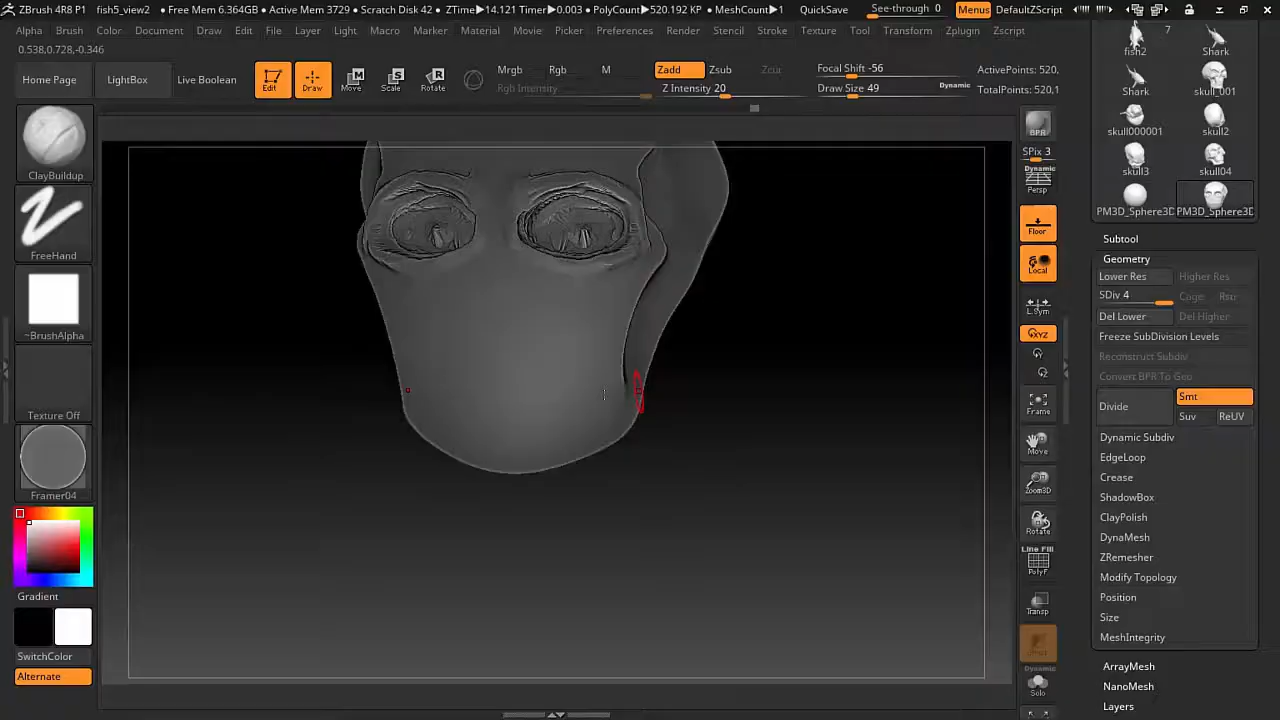 ZBrush 4R8 P1 fish5_view2 • Free Mem 6.364GB • Active Mem 3729 • Scratch Disk 42 • ZTime▶14.121 Timer▶0.003 • PolyCount▶520.192 KP • MeshCount▶1 QuickSave See-through 0 Menus DefaultZScript
Alpha Brush Color Document Draw Edit File Layer Light Macro Marker Material Movie Picker Preferences Render Stencil Stroke Texture Tool Transform Zplugin Zscript
0.538,0.728,-0.346
Home Page LightBox Live Boolean Edit Draw Move Scale Rotate
Mrgb Rgb M Zadd Zsub Zcut Focal Shift -56 ActivePoints: 520,
Rgb Intensity Z Intensity 20 Draw Size 49 Dynamic TotalPoints: 520,1
ClayBuildup
FreeHand
~BrushAlpha
Texture Off
Framer04
Gradient
SwitchColor
Alternate
BPR
SPix 3
Dynamic
Persp
Floor
Local
L.Sym
XYZ
Frame
Move
Zoom3D
Rotate
Line Fill
PolyF
Transp
Dynamic
Solo
fish2 7 Shark
Shark skull_001
skull000001 skull2
skull3 skull04
PM3D_Sphere3D PM3D_Sphere3D
Subtool
Geometry
Lower Res Higher Res
SDiv 4 Cage Rstr
Del Lower Del Higher
Freeze SubDivision Levels
Reconstruct Subdiv
Convert BPR To Geo
Divide Smt
Suv ReUV
Dynamic Subdiv
EdgeLoop
Crease
ShadowBox
ClayPolish
DynaMesh
ZRemesher
Modify Topology
Position
Size
MeshIntegrity
ArrayMesh
NanoMesh
Layers